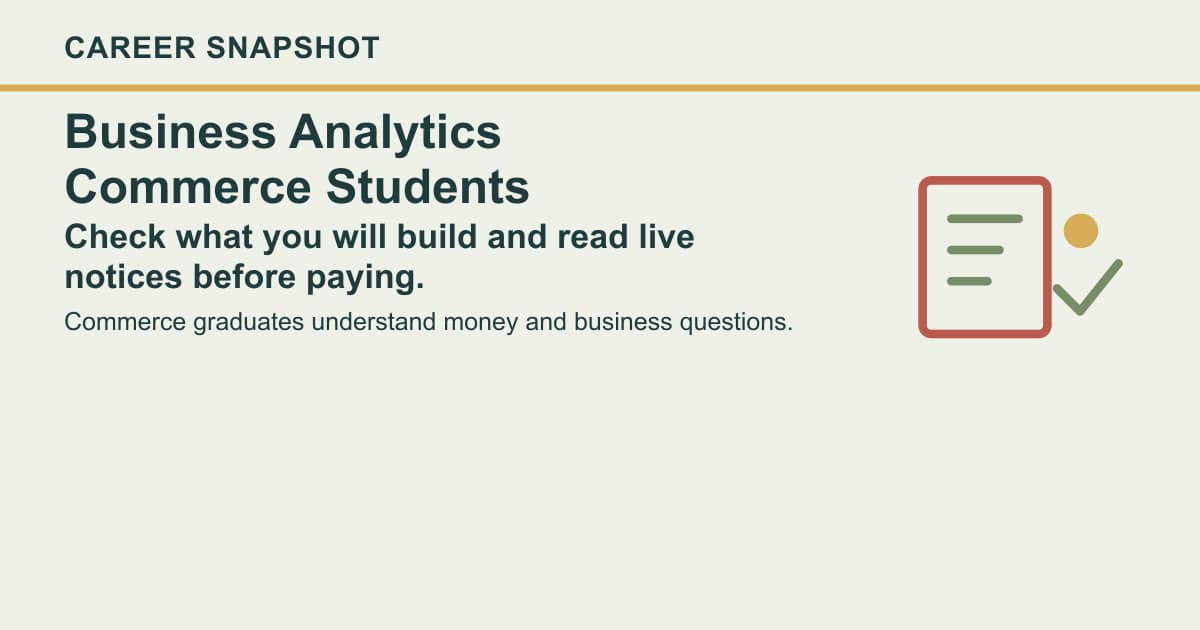 CAREER SNAPSHOT
Business Analytics
Commerce Students
Check what you will build and read live
notices before paying.
Commerce graduates understand money and business questions.